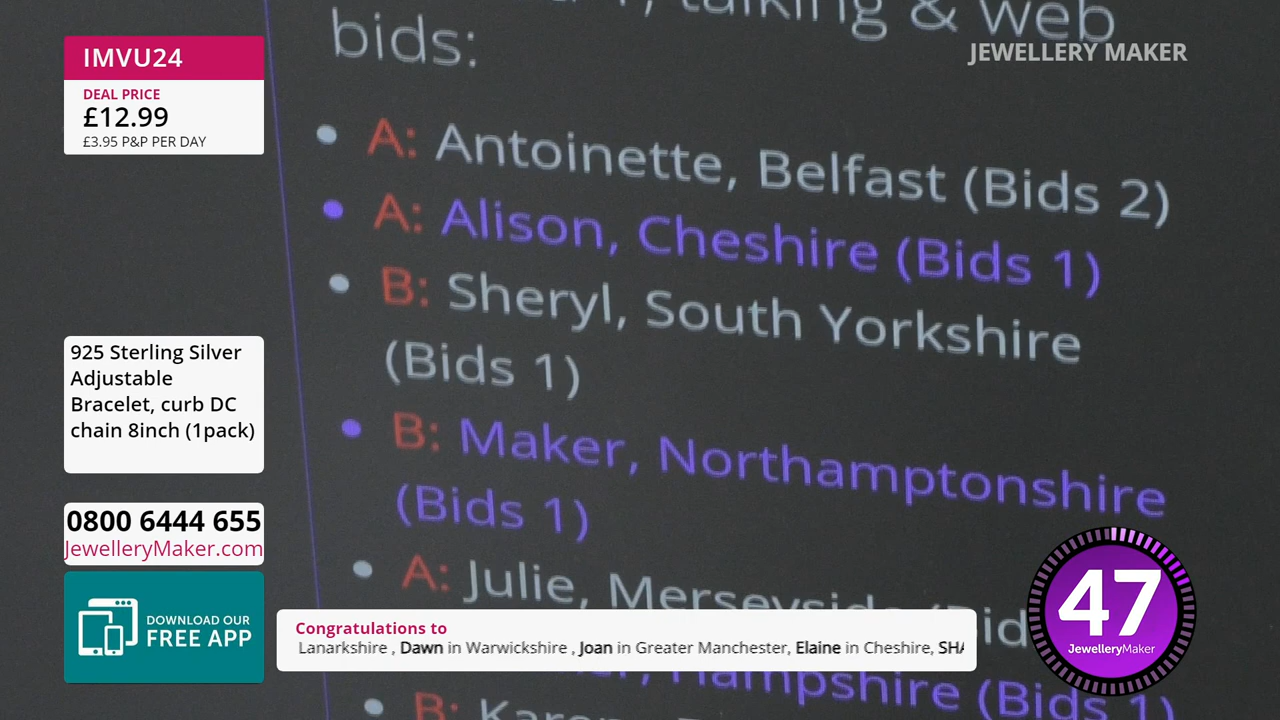 talking & web
bids:
JEWELLERY MAKER
IMVU24
DEAL PRICE
£12.99
£3.95 P&P PER DAY
A: Antoinette, Belfast (Bids 2)
A: Alison, Cheshire (Bids 1)
B: Sheryl, South Yorkshire
(Bids 1)
B: Maker, Northamptonshire
(Bids 1)
A: Julie, Merseyside
Hampshire (Bids 1)
B:
925 Sterling Silver
Adjustable
Bracelet, curb DC
chain 8inch (1pack)
0800 6444 655
JewelleryMaker.com
DOWNLOAD OUR
FREE APP
Congratulations to
Lanarkshire , Dawn in Warwickshire , Joan in Greater Manchester, Elaine in Cheshire,
47
JewelleryMaker